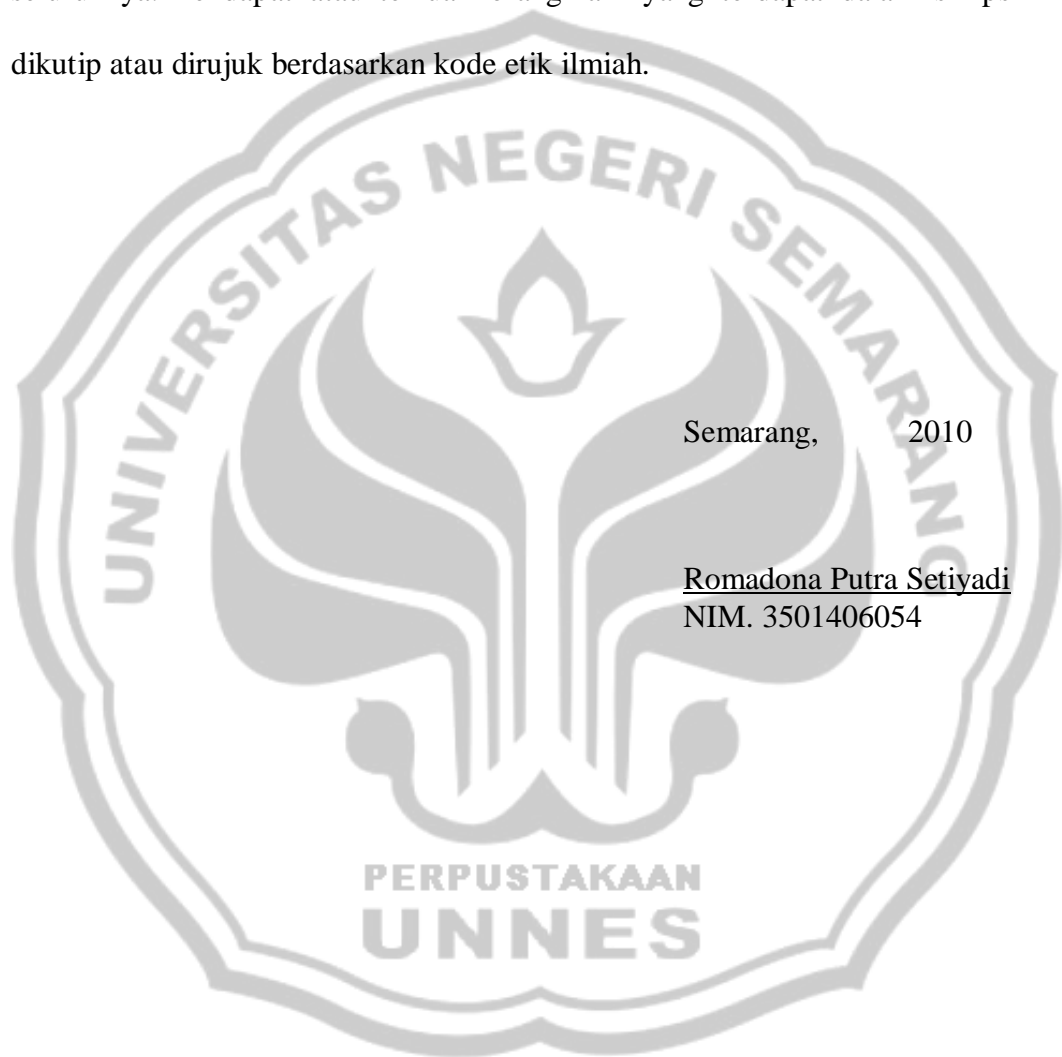 dikutip atau dirujuk berdasarkan kode etik ilmiah.
UNIVERSITAS NEGERI SEMARANG
Semarang, 2010
Romadona Putra Setiyadi
NIM. 3501406054
PERPUSTAKAAN
UNNES